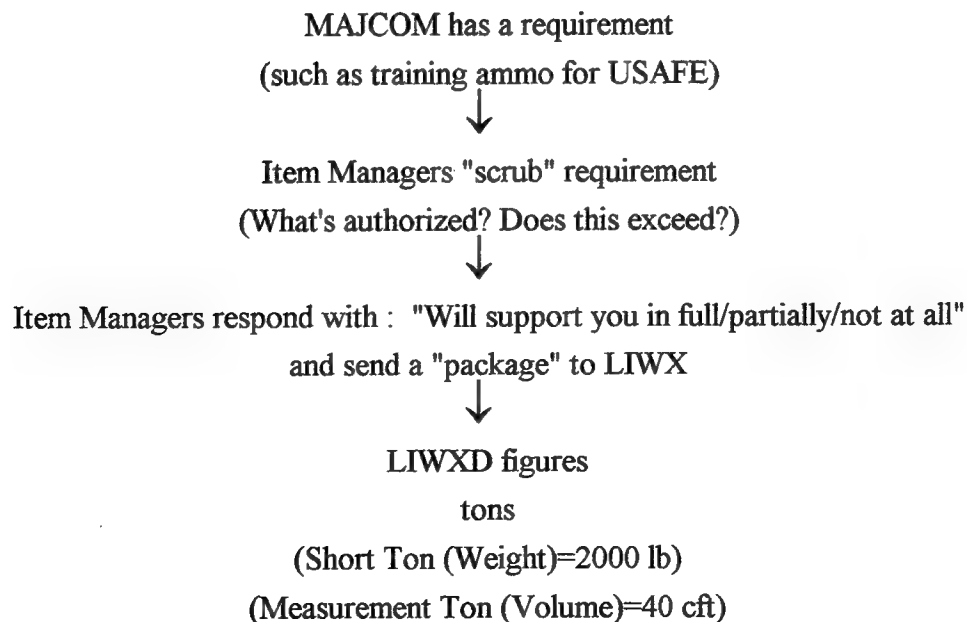 MAJCOM has a requirement
(such as training ammo for USAFE)
Item Managers "scrub" requirement
(What's authorized? Does this exceed?)
Item Managers respond with : "Will support you in full/partially/not at all"
and send a "package" to LIWX
LIWXD figures
tons
(Short Ton (Weight)=2000 lb)
(Measurement Ton (Volume)=40 cft)